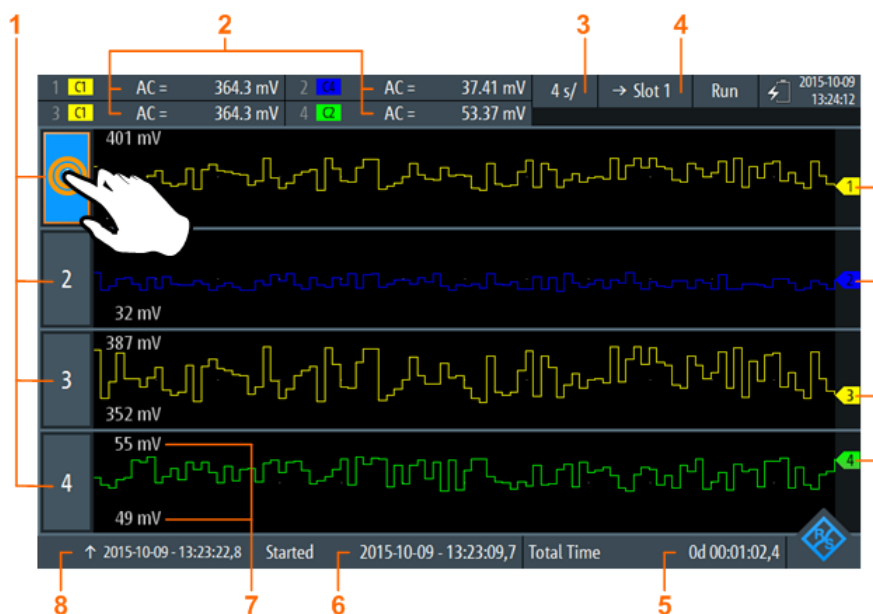 1 2 3 4
1 C1 AC = 364.3 mV 2 C4 AC = 37.41 mV 4 s/ → Slot 1 Run 2015-10-09
3 C1 AC = 364.3 mV 4 C2 AC = 53.37 mV 13:24:12
401 mV
1
2
2
32 mV
387 mV
3
3
352 mV
55 mV
4
4
49 mV
↑ 2015-10-09 - 13:23:22,8 Started 2015-10-09 - 13:23:09,7 Total Time 0d 00:01:02,4 R&S
8 7 6 5